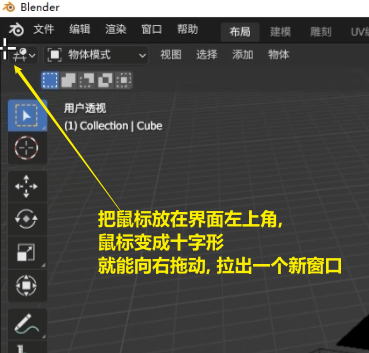 Blender
文件 编辑 渲染 窗口 帮助 布局 建模 雕刻 UV
物体模式 视图 选择 添加 物体
用户透视
(1) Collection | Cube
把鼠标放在界面左上角,
鼠标变成十字形
就能向右拖动, 拉出一个新窗口